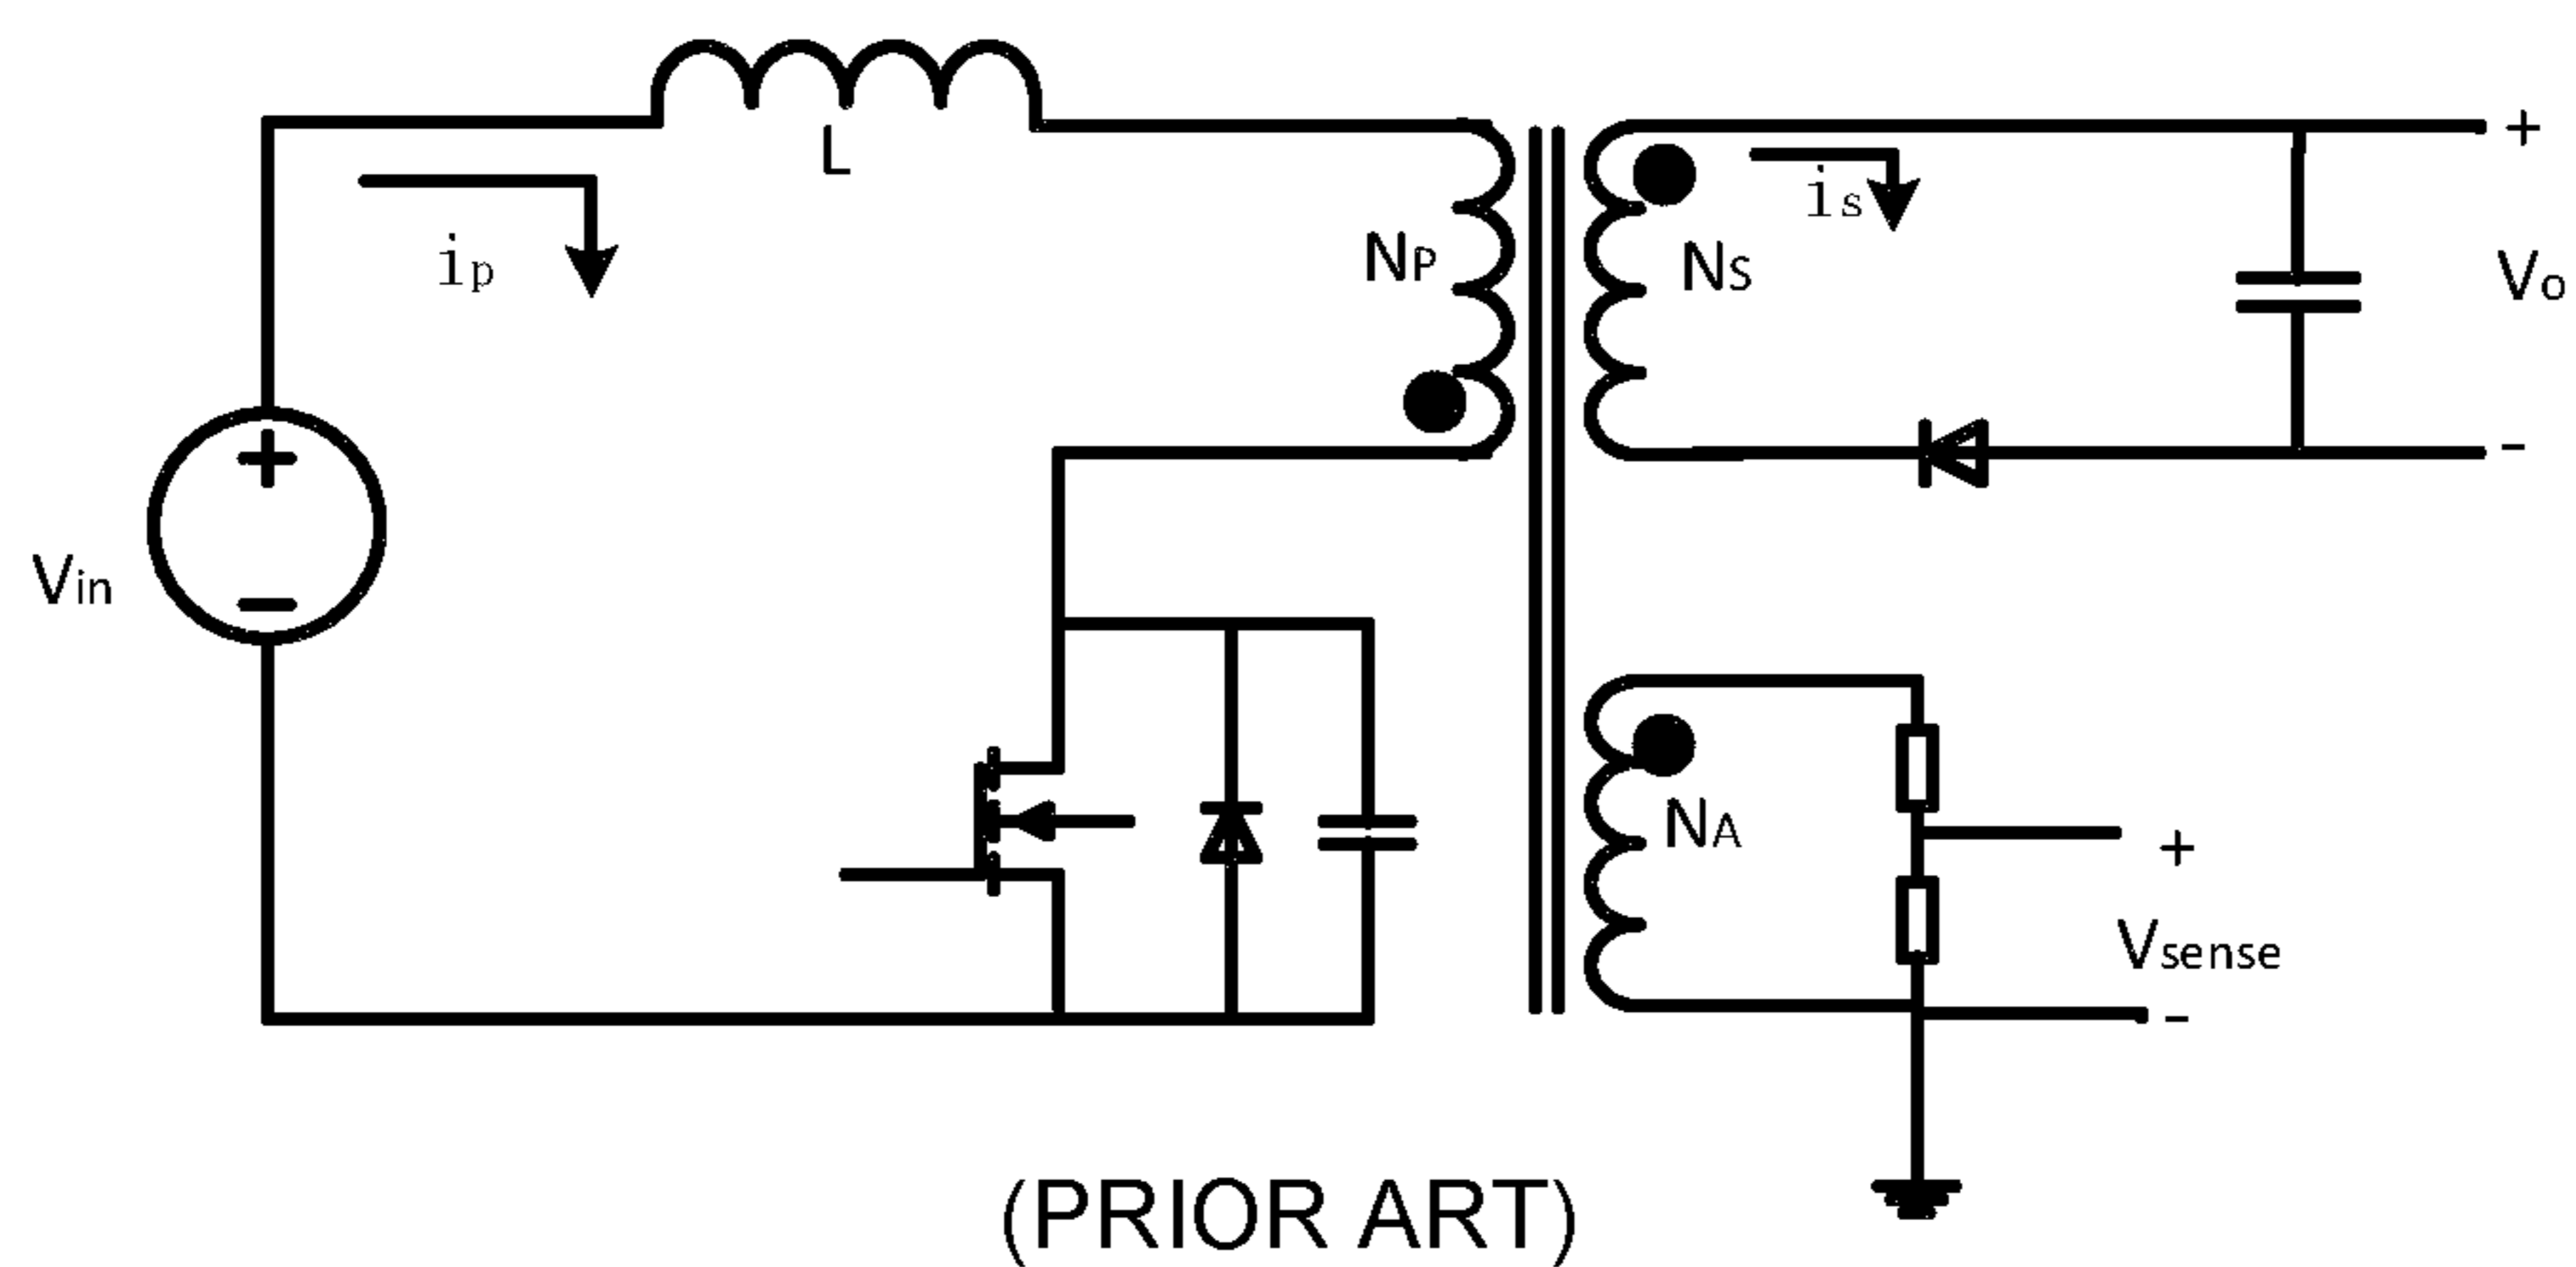 L
ip
NP
NS
is
+
Vo
-
+
−
Vin
NA
+
Vsense
-
(PRIOR ART)